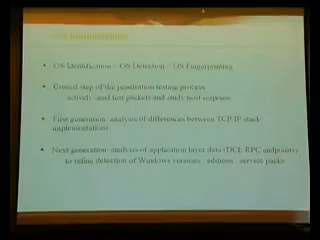 OS Identification = OS Detection = OS Fingerprinting
Crucial step of the penetration testing process
actively send test packets and study host response
First generation: analysis of differences between TCP/IP stack
implementations
Next generation: analysis of application layer data (DCE RPC endpoints)
to refine detection of Windows versions editions service packs